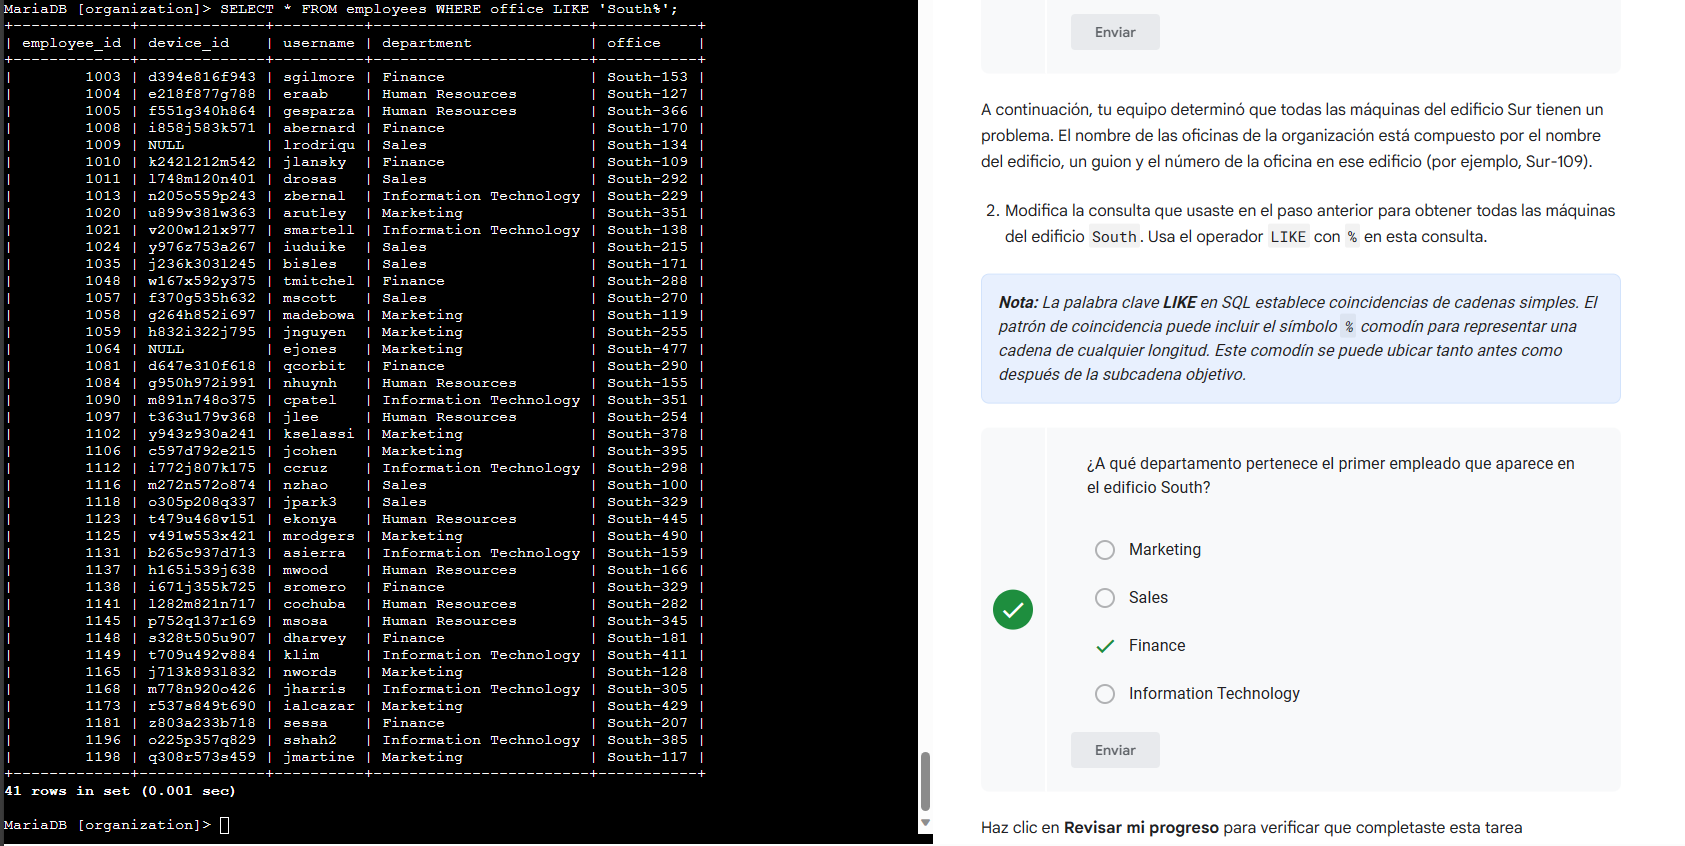 MariaDB [organization]> SELECT * FROM employees WHERE office LIKE 'South%';
+-------------+--------------+----------+------------------------+-----------+
| employee_id | device_id    | username | department             | office    |
+-------------+--------------+----------+------------------------+-----------+
|        1003 | d394e816f943 | sgilmore | Finance                | South-153 |
|        1004 | e218f877g788 | eraab    | Human Resources        | South-127 |
|        1005 | f551g340h864 | gesparza | Human Resources        | South-366 |
|        1008 | i858j583k571 | abernard | Finance                | South-170 |
|        1009 | NULL         | lrodriqu | Sales                  | South-134 |
|        1010 | k242l212m542 | jlansky  | Finance                | South-109 |
|        1011 | l748m120n401 | drosas   | Sales                  | South-292 |
|        1013 | n205o559p243 | zbernal  | Information Technology | South-229 |
|        1020 | u899v381w363 | arutley  | Marketing              | South-351 |
|        1021 | v200w121x977 | smartell | Information Technology | South-138 |
|        1024 | y976z753a267 | iuduike  | Sales                  | South-215 |
|        1035 | j236k303l245 | bisles   | Sales                  | South-171 |
|        1048 | w167x592y375 | tmitchel | Finance                | South-288 |
|        1057 | f370g535h632 | mscott   | Sales                  | South-270 |
|        1058 | g264h852i697 | madebowa | Marketing              | South-119 |
|        1059 | h832i322j795 | jnguyen  | Marketing              | South-255 |
|        1064 | NULL         | ejones   | Marketing              | South-477 |
|        1081 | d647e310f618 | qcorbit  | Finance                | South-290 |
|        1084 | g950h972i991 | nhuynh   | Human Resources        | South-155 |
|        1090 | m891n748o375 | cpatel   | Information Technology | South-351 |
|        1097 | t363u179v368 | jlee     | Human Resources        | South-254 |
|        1102 | y943z930a241 | kselassi | Marketing              | South-378 |
|        1106 | c597d792e215 | jcohen   | Marketing              | South-395 |
|        1112 | i772j807k175 | ccruz    | Information Technology | South-298 |
|        1116 | m272n572o874 | nzhao    | Sales                  | South-100 |
|        1118 | o305p208q337 | jpark3   | Sales                  | South-329 |
|        1123 | t479u468v151 | ekonya   | Human Resources        | South-445 |
|        1125 | v491w553x421 | mrodgers | Marketing              | South-490 |
|        1131 | b265c937d713 | asierra  | Information Technology | South-159 |
|        1137 | h165i539j638 | mwood    | Human Resources        | South-166 |
|        1138 | i671j355k725 | sromero  | Finance                | South-329 |
|        1141 | l282m821n717 | cochuba  | Human Resources        | South-282 |
|        1145 | p752q137r169 | msosa    | Human Resources        | South-345 |
|        1148 | s328t505u907 | dharvey  | Finance                | South-181 |
|        1149 | t709u492v884 | klim     | Information Technology | South-411 |
|        1165 | j713k893l832 | nwords   | Marketing              | South-128 |
|        1168 | m778n920o426 | jharris  | Information Technology | South-305 |
|        1173 | r537s849t690 | ialcazar | Marketing              | South-429 |
|        1181 | z803a233b718 | sessa    | Finance                | South-207 |
|        1196 | o225p357q829 | sshah2   | Information Technology | South-385 |
|        1198 | q308r573s459 | jmartine | Marketing              | South-117 |
+-------------+--------------+----------+------------------------+-----------+
41 rows in set (0.001 sec)
MariaDB [organization]>
Enviar
A continuación, tu equipo determinó que todas las máquinas del edificio Sur tienen un
problema. El nombre de las oficinas de la organización está compuesto por el nombre
del edificio, un guion y el número de la oficina en ese edificio (por ejemplo, Sur-109).
2. Modifica la consulta que usaste en el paso anterior para obtener todas las máquinas
del edificio South. Usa el operador LIKE con % en esta consulta.
Nota: La palabra clave LIKE en SQL establece coincidencias de cadenas simples. El
patrón de coincidencia puede incluir el símbolo % comodín para representar una
cadena de cualquier longitud. Este comodín se puede ubicar tanto antes como
después de la subcadena objetivo.
¿A qué departamento pertenece el primer empleado que aparece en
el edificio South?
Marketing
Sales
Finance
Information Technology
Enviar
Haz clic en Revisar mi progreso para verificar que completaste esta tarea